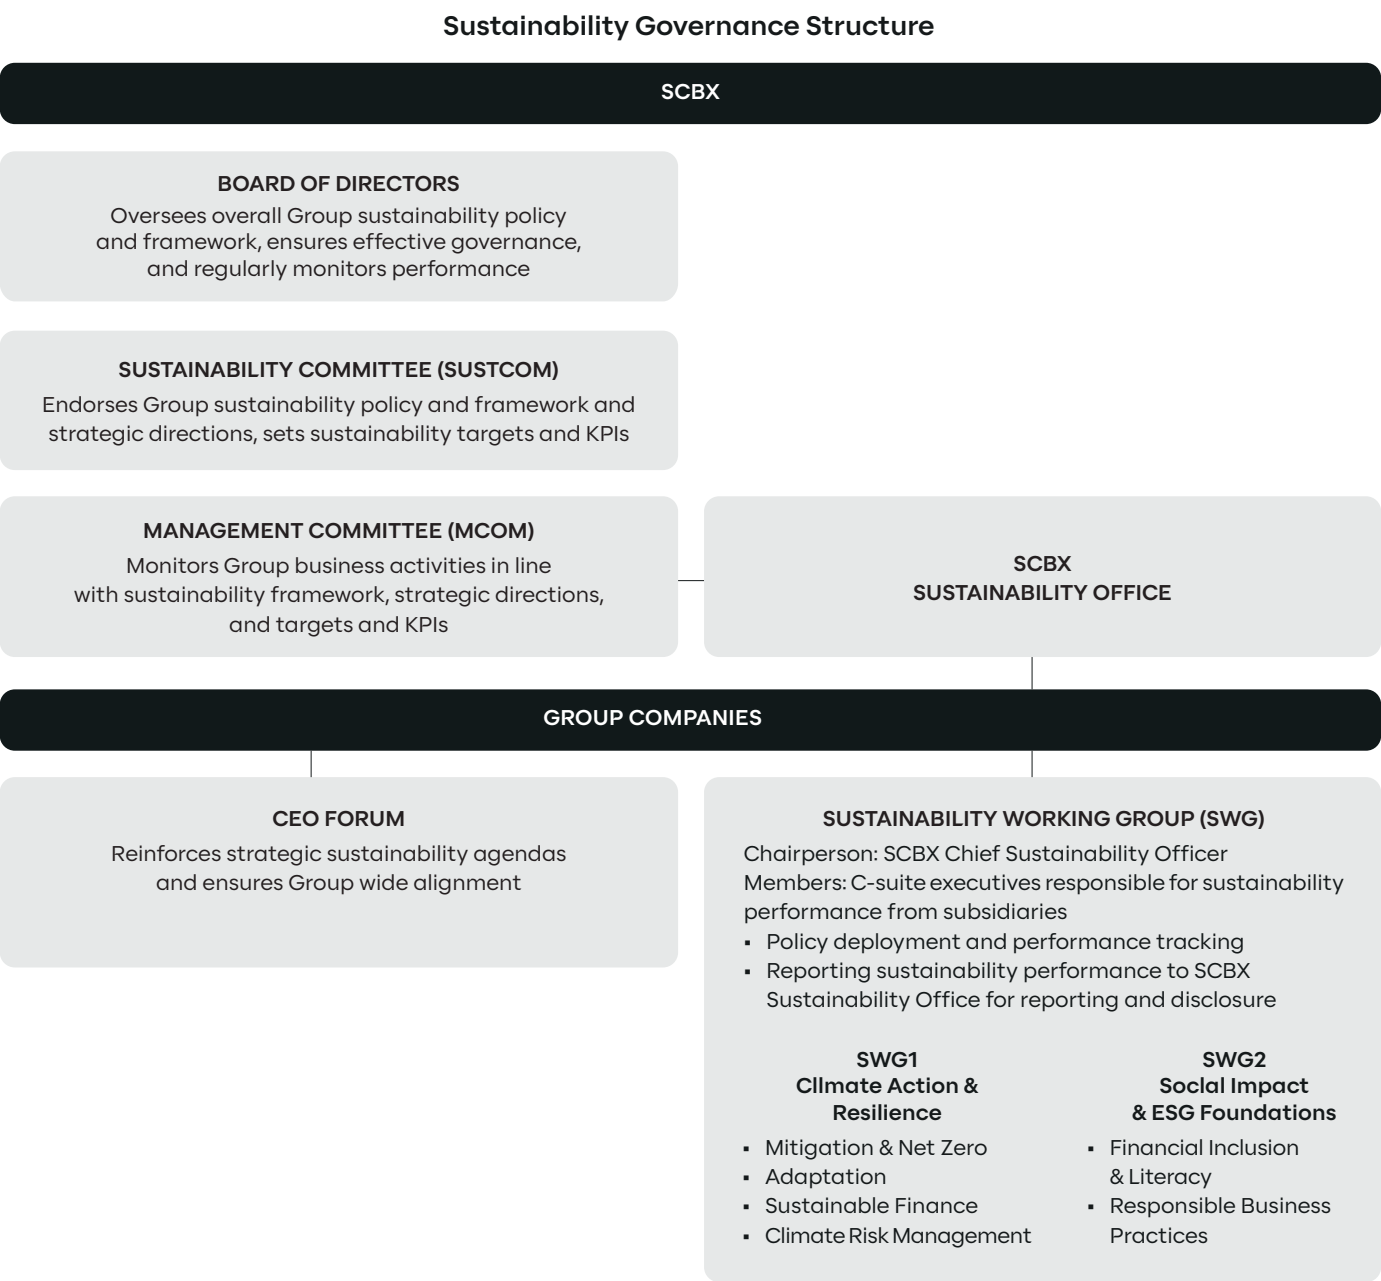 Sustainability Governance Structure
SCBX
BOARD OF DIRECTORS
Oversees overall Group sustainability policy
and framework, ensures effective governance,
and regularly monitors performance
SUSTAINABILITY COMMITTEE (SUSTCOM)
Endorses Group sustainability policy and framework and
strategic directions, sets sustainability targets and KPIs
MANAGEMENT COMMITTEE (MCOM)
Monitors Group business activities in line
with sustainability framework, strategic directions,
and targets and KPIs
SCBX
SUSTAINABILITY OFFICE
GROUP COMPANIES
CEO FORUM
Reinforces strategic sustainability agendas
and ensures Group wide alignment
SUSTAINABILITY WORKING GROUP (SWG)
Chairperson: SCBX Chief Sustainability Officer
Members: C-suite executives responsible for sustainability
performance from subsidiaries
▪ Policy deployment and performance tracking
▪ Reporting sustainability performance to SCBX
Sustainability Office for reporting and disclosure
SWG1
Cllmate Action &
Resilience
▪ Mitigation & Net Zero
▪ Adaptation
▪ Sustainable Finance
▪ Climate Risk Management
SWG2
Soclal Impact
& ESG Foundations
▪ Financial Inclusion
& Literacy
▪ Responsible Business
Practices